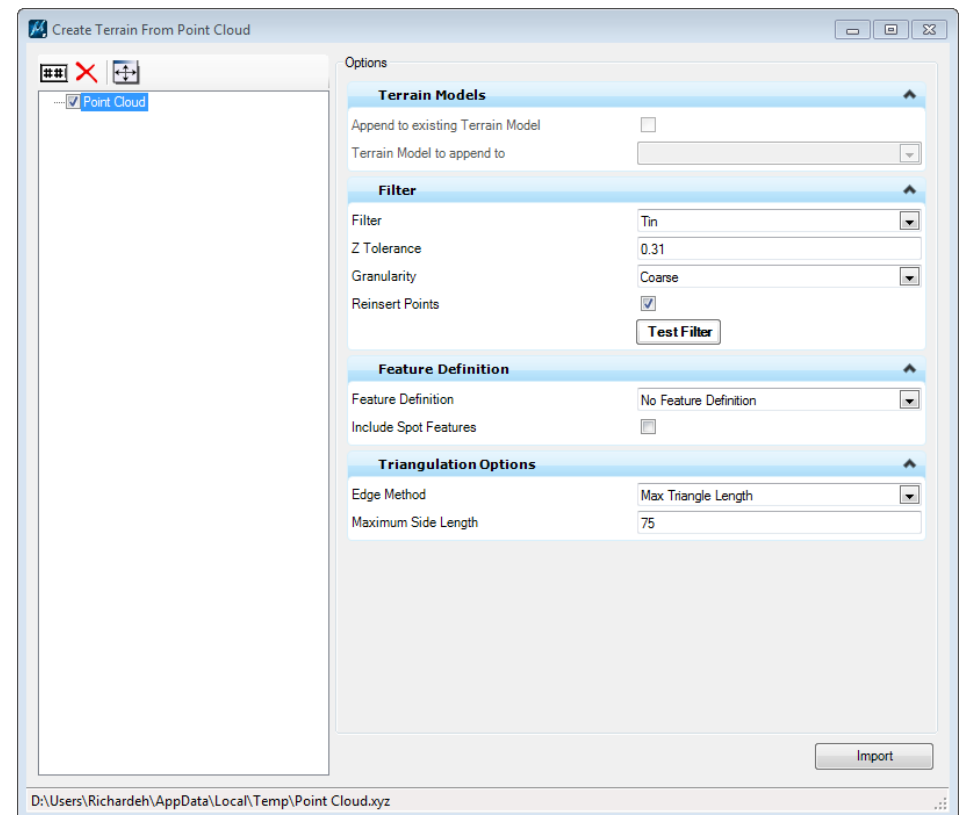 Create Terrain From Point Cloud
##
Point Cloud
Options
Terrain Models
Append to existing Terrain Model
Terrain Model to append to
Filter
Filter Tin
Z Tolerance 0.31
Granularity Coarse
Reinsert Points
Test Filter
Feature Definition
Feature Definition No Feature Definition
Include Spot Features
Triangulation Options
Edge Method Max Triangle Length
Maximum Side Length 75
Import
D:\Users\Richardeh\AppData\Local\Temp\Point Cloud.xyz